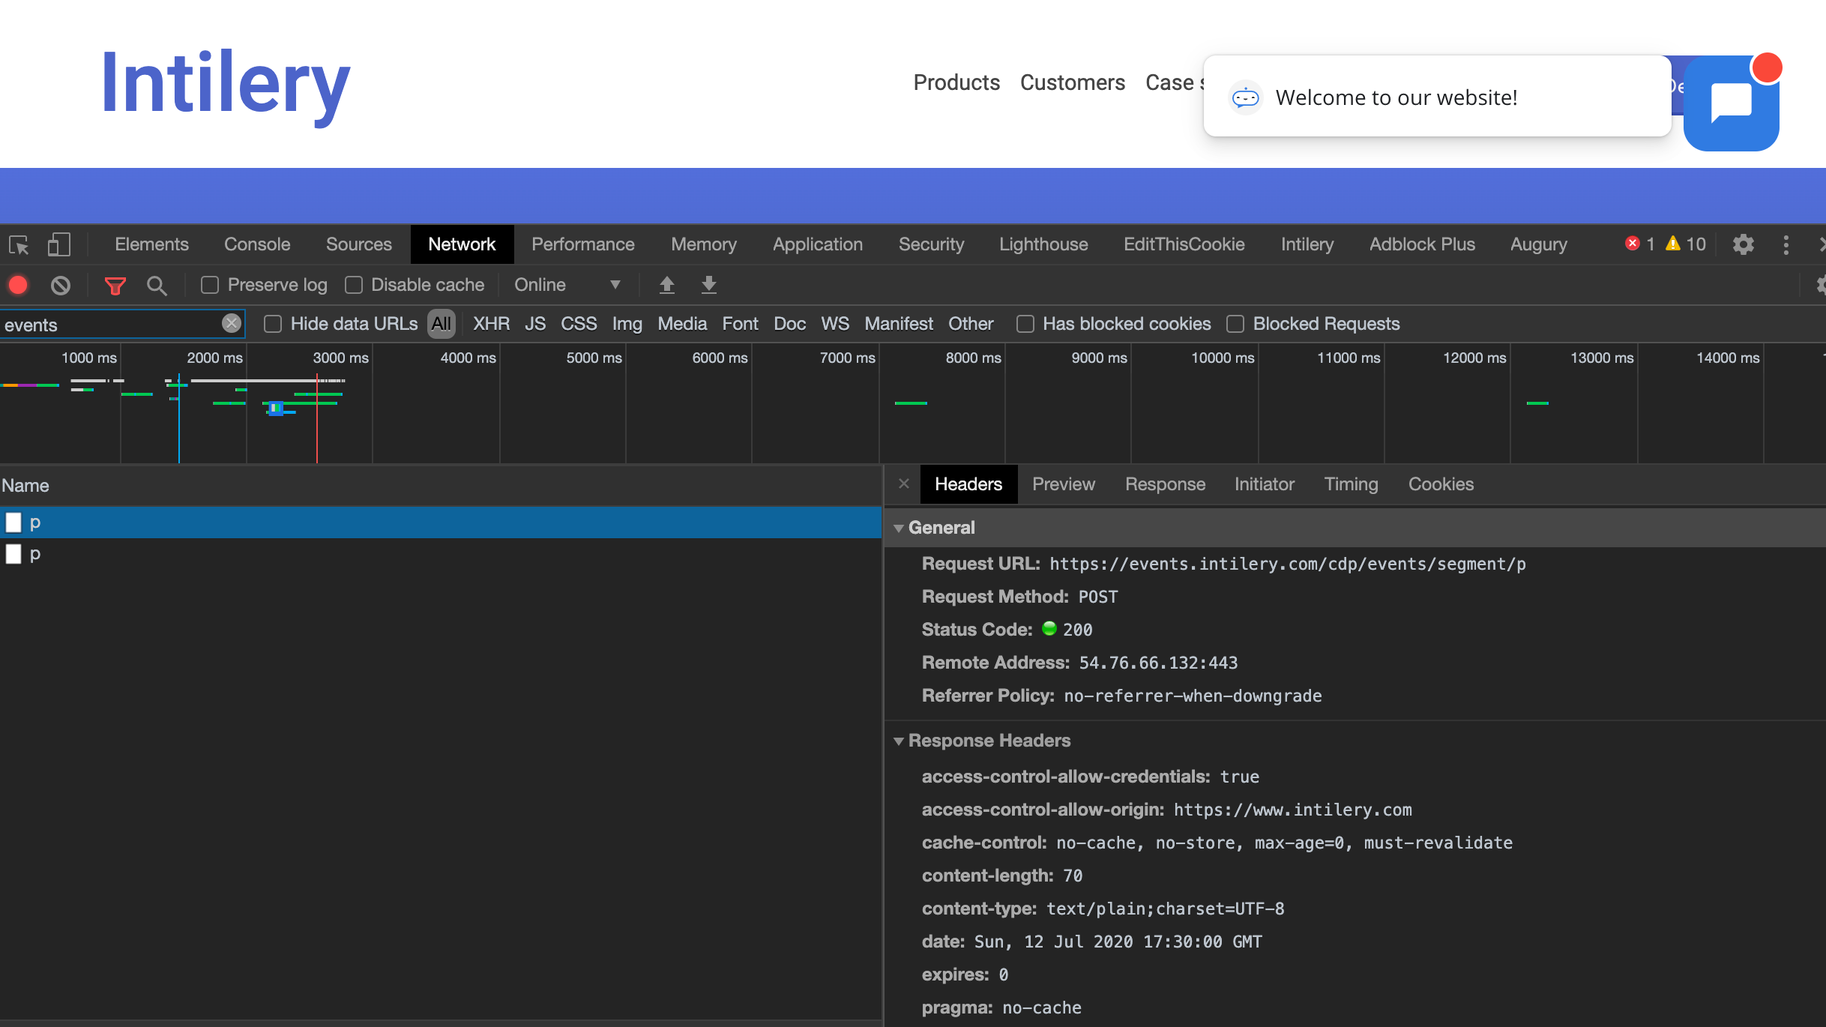 Intilery
Products Customers Case s
Welcome to our website!
De
Elements Console Sources Network Performance Memory Application Security Lighthouse EditThisCookie Intilery Adblock Plus Augury 1 10
Preserve log Disable cache Online
events Hide data URLs All XHR JS CSS Img Media Font Doc WS Manifest Other Has blocked cookies Blocked Requests
1000 ms 2000 ms 3000 ms 4000 ms 5000 ms 6000 ms 7000 ms 8000 ms 9000 ms 10000 ms 11000 ms 12000 ms 13000 ms 14000 ms
Name
p
p
Headers Preview Response Initiator Timing Cookies
General
Request URL: https://events.intilery.com/cdp/events/segment/p
Request Method: POST
Status Code: 200
Remote Address: 54.76.66.132:443
Referrer Policy: no-referrer-when-downgrade
Response Headers
access-control-allow-credentials: true
access-control-allow-origin: https://www.intilery.com
cache-control: no-cache, no-store, max-age=0, must-revalidate
content-length: 70
content-type: text/plain;charset=UTF-8
date: Sun, 12 Jul 2020 17:30:00 GMT
expires: 0
pragma: no-cache